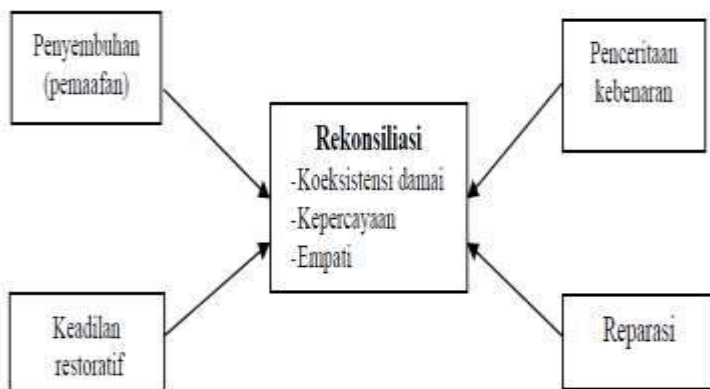 Penyembuhan
(pemaafan)
Penceritaan
kebenaran
Rekonsiliasi
-Koeksistensi damai
-Kepercayaan
-Empati
Keadilan
restoratif
Reparasi